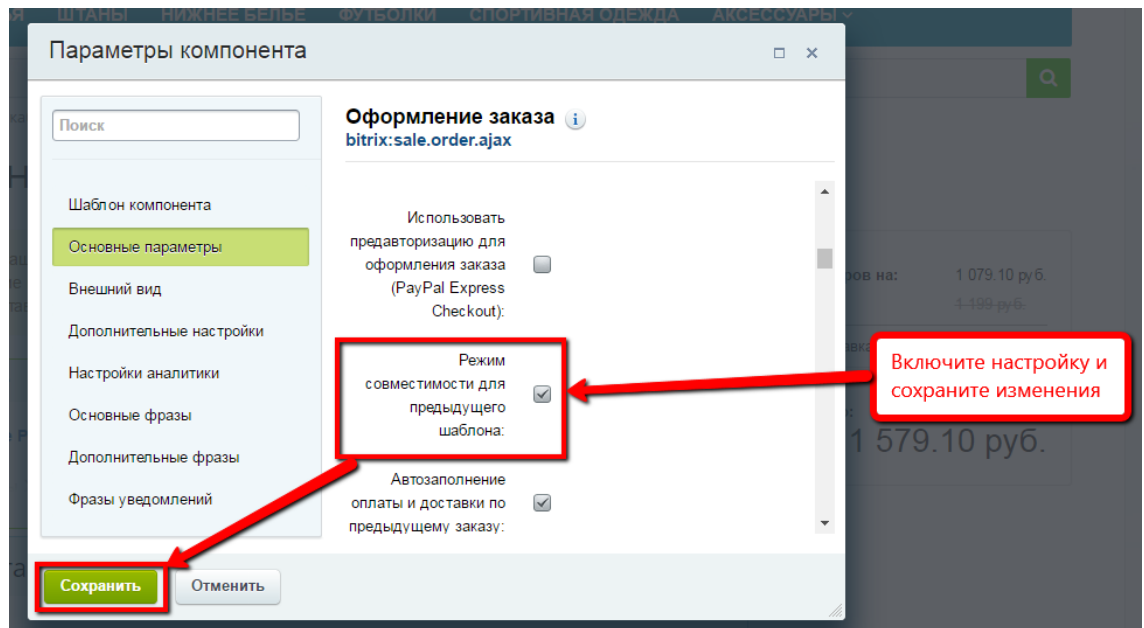 ШТАНЫ НИЖНЕЕ БЕЛЬЕ ФУТБОЛКИ СПОРТИВНАЯ ОДЕЖДА АКСЕССУАРЫ
Параметры компонента
Поиск
Шаблон компонента
Основные параметры
Внешний вид
Дополнительные настройки
Настройки аналитики
Основные фразы
Дополнительные фразы
Фразы уведомлений
Оформление заказа
bitrix:sale.order.ajax
Использовать
предавторизацию для
оформления заказа
(PayPal Express
Checkout):
Режим
совместимости для
предыдущего
шаблона:
Автозаполнение
оплаты и доставки по
предыдущему заказу:
Сохранить
Отменить
на: 1 079.10 руб.
1 199 руб.
Включите настройку и
сохраните изменения
1 579.10 руб.